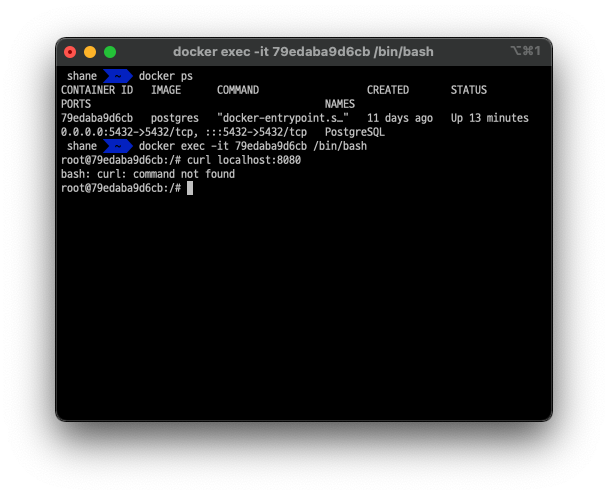 docker exec -it 79edaba9d6cb /bin/bash
⌥⌘1
shane ~ docker ps
CONTAINER ID IMAGE COMMAND CREATED STATUS
PORTS NAMES
79edaba9d6cb postgres "docker-entrypoint.s…" 11 days ago Up 13 minutes
0.0.0.0:5432->5432/tcp, :::5432->5432/tcp PostgreSQL
shane ~ docker exec -it 79edaba9d6cb /bin/bash
root@79edaba9d6cb:/# curl localhost:8080
bash: curl: command not found
root@79edaba9d6cb:/#